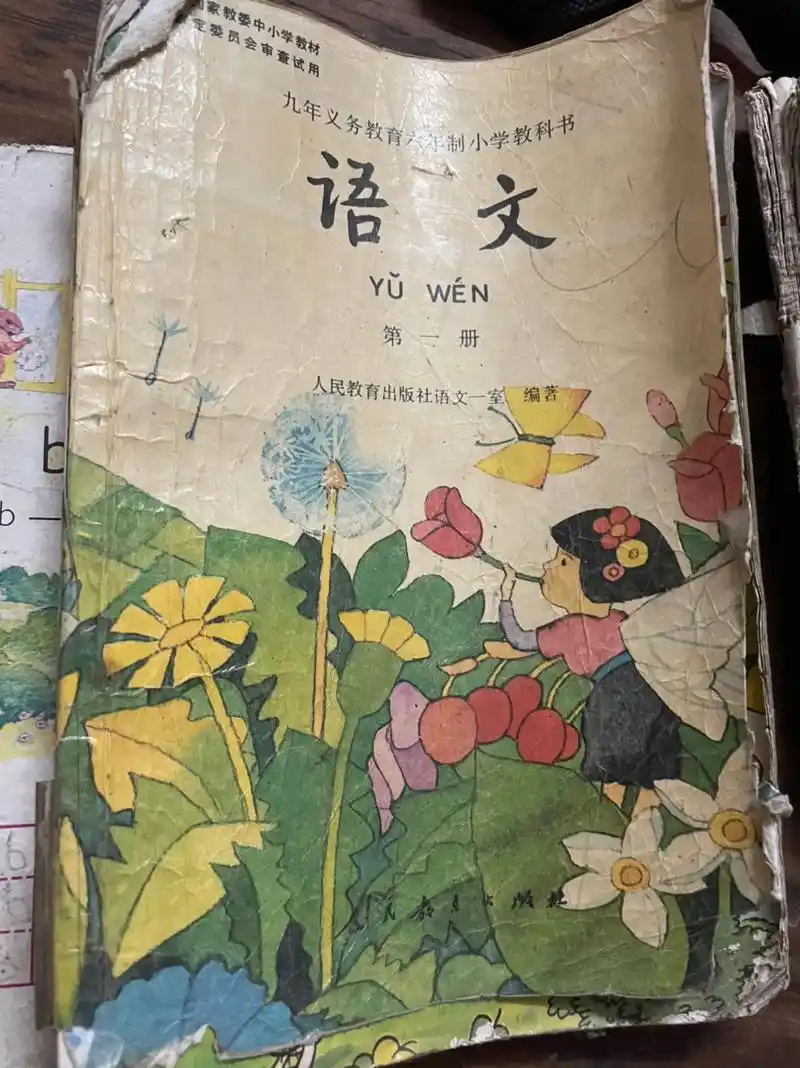 国家教委中小学教材
定委员会审查试用
九年义务教育六年制小学教科书
语文
YǓ WÉN
第一册
人民教育出版社语文一室 编著
人民教育出版社
b
b —
b
b
b